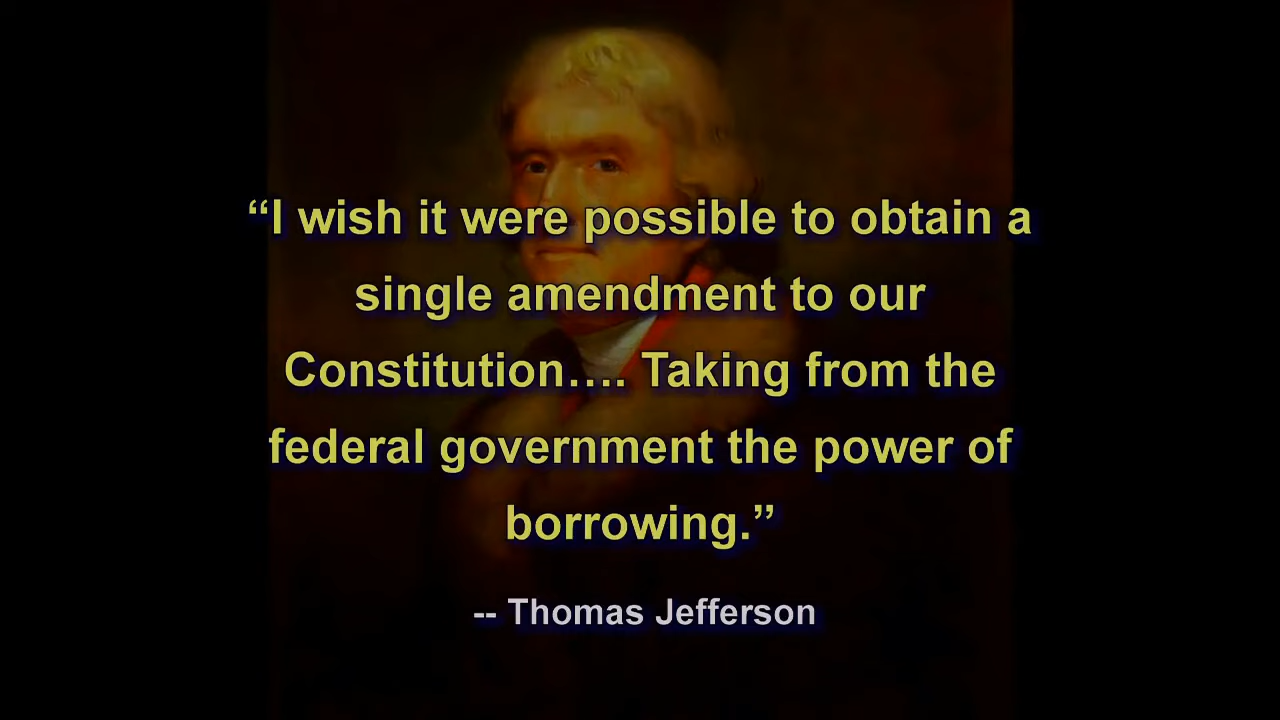 “I wish it were possible to obtain a
single amendment to our
Constitution…. Taking from the
federal government the power of
borrowing.”
-- Thomas Jefferson